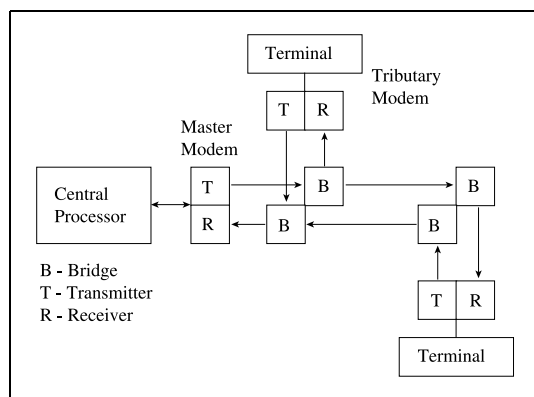 Terminal
T R
Tributary
Modem
Master
Modem
Central
Processor
T
R
B
B
B
B
B - Bridge
T - Transmitter
R - Receiver
T R
Terminal